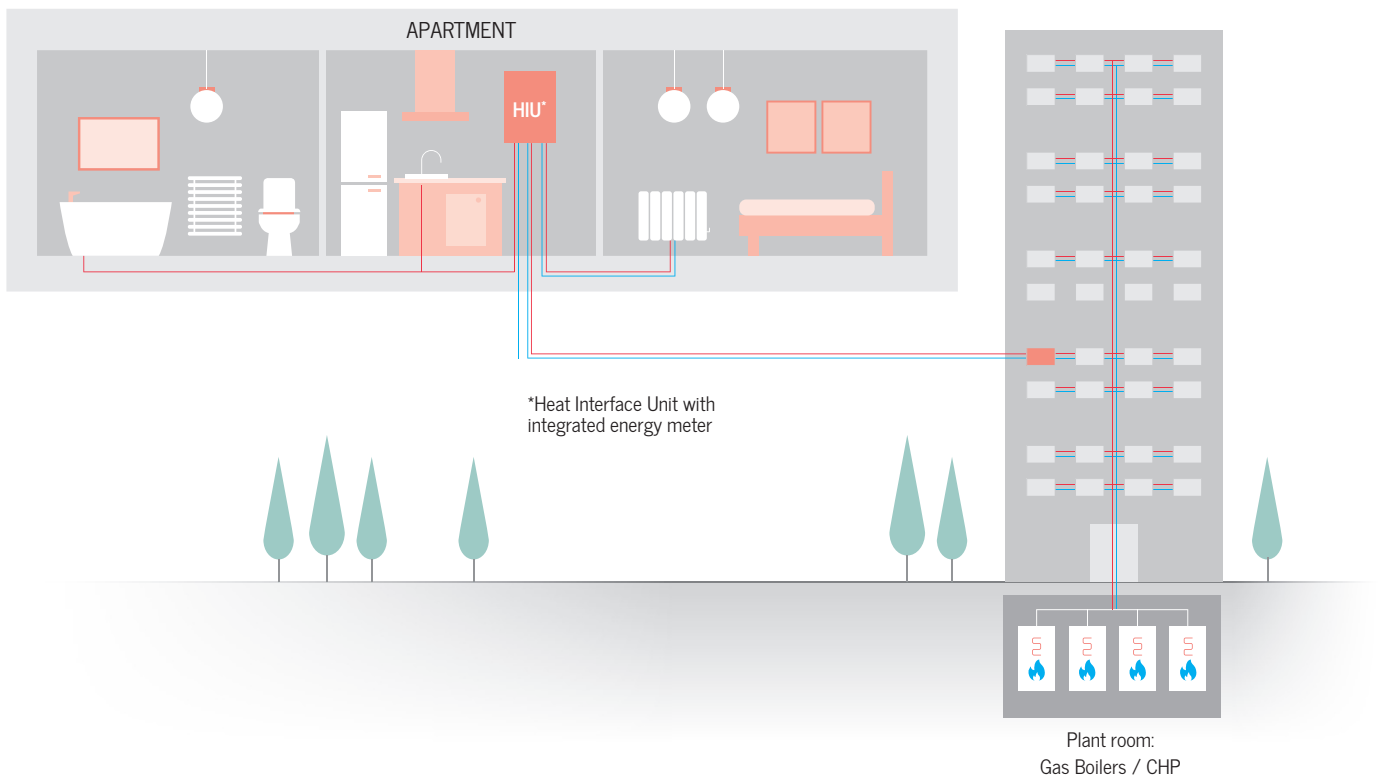 APARTMENT
HIU*
*Heat Interface Unit with
integrated energy meter
Plant room:
Gas Boilers / CHP